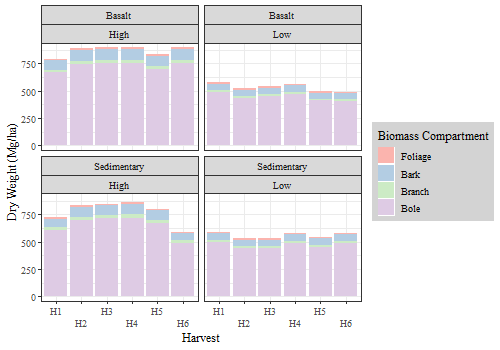 Basalt
Basalt
High
Low
750
500
250
0
Sedimentary
Sedimentary
High
Low
750
500
250
0
H1
H2
H3
H4
H5
H6
H1
H2
H3
H4
H5
H6
Harvest
Dry Weight (Mg/ha)
Biomass Compartment
Foliage
Bark
Branch
Bole